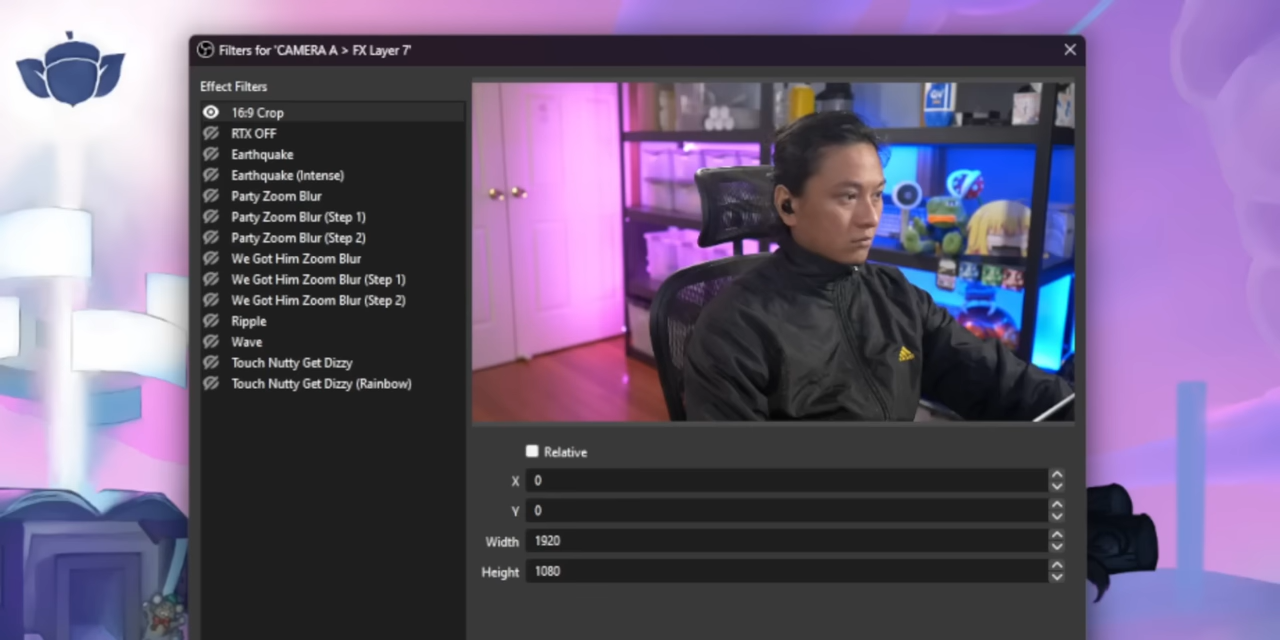 Filters for 'CAMERA A > FX Layer 7'
Effect Filters
16:9 Crop
RTX OFF
Earthquake
Earthquake (Intense)
Party Zoom Blur
Party Zoom Blur (Step 1)
Party Zoom Blur (Step 2)
We Got Him Zoom Blur
We Got Him Zoom Blur (Step 1)
We Got Him Zoom Blur (Step 2)
Ripple
Wave
Touch Nutty Get Dizzy
Touch Nutty Get Dizzy (Rainbow)
Relative
X 0
Y 0
Width 1920
Height 1080